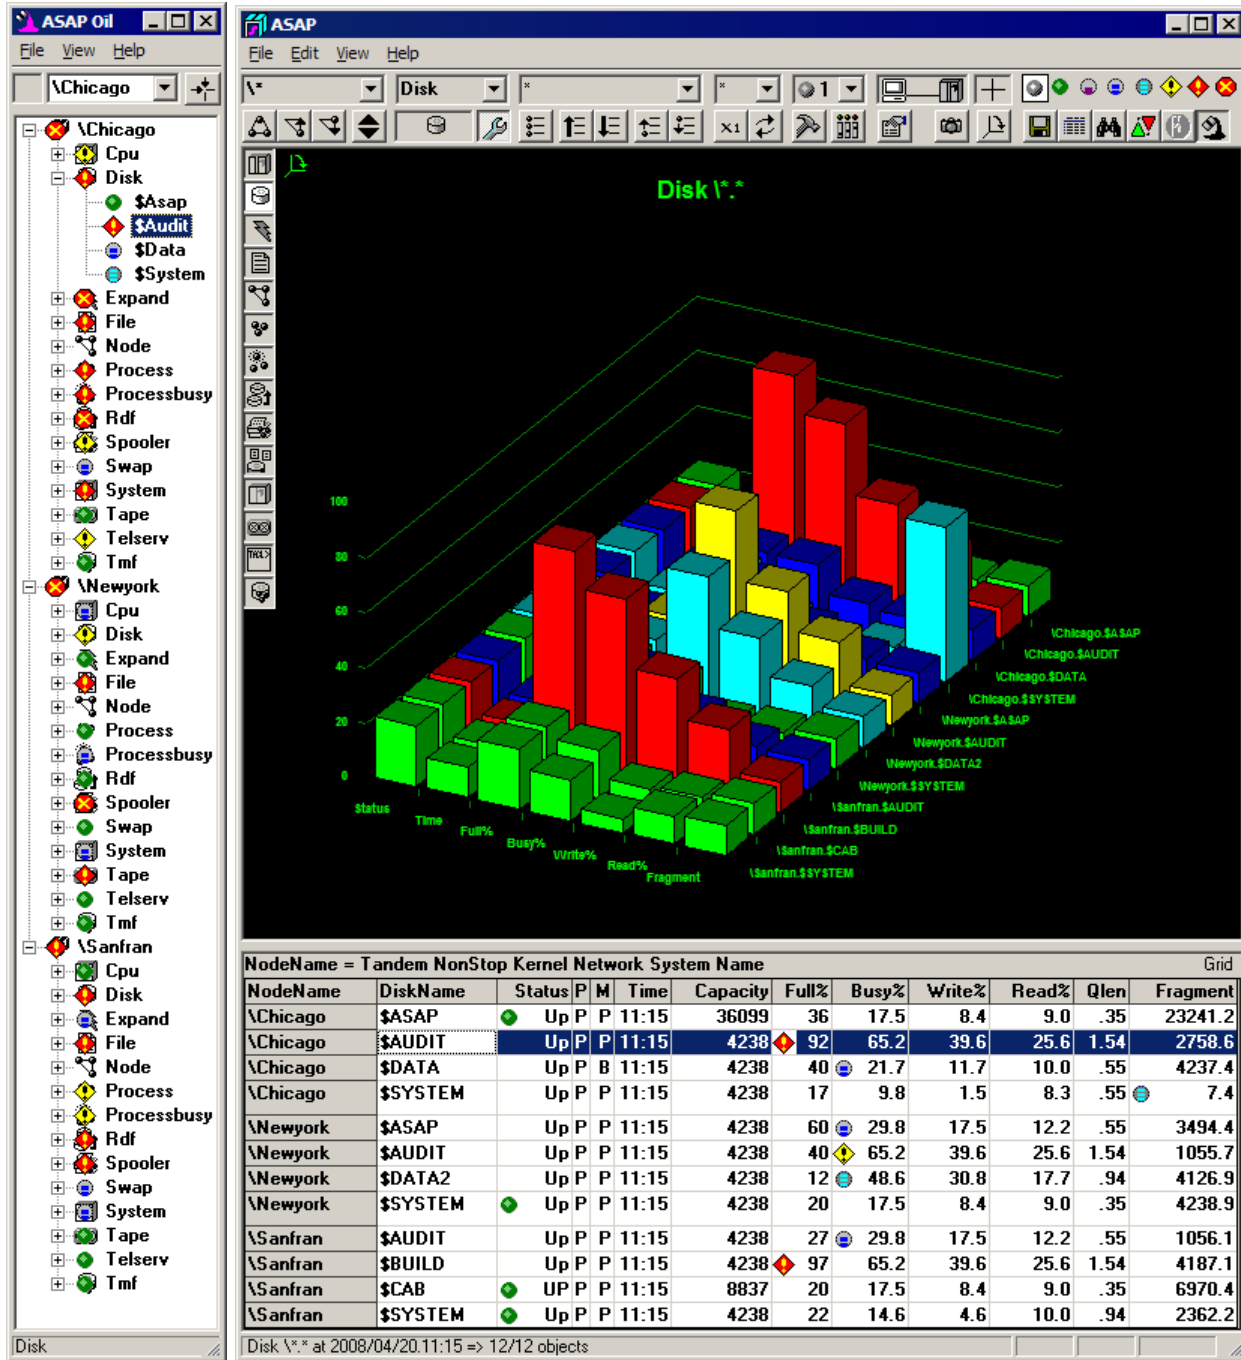 ASAP Oil
File View Help
\Chicago
\Chicago
Cpu
Disk
$Asap
$Audit
$Data
$System
Expand
File
Node
Process
Processbusy
Rdf
Spooler
Swap
System
Tape
Telserv
Tmf
\Newyork
Cpu
Disk
Expand
File
Node
Process
Processbusy
Rdf
Spooler
Swap
System
Tape
Telserv
Tmf
\Sanfran
Cpu
Disk
Expand
File
Node
Process
Processbusy
Rdf
Spooler
Swap
System
Tape
Telserv
Tmf
Disk
ASAP
File Edit View Help
\* Disk * * 1
x1
TACL>
Disk \*.*
100
80
60
40
20
0
Status
Time
Full%
Busy%
Write%
Read%
Fragment
\Chicago.$ASAP
\Chicago.$AUDIT
\Chicago.$DATA
\Chicago.$SYSTEM
\Newyork.$ASAP
\Newyork.$AUDIT
\Newyork.$DATA2
\Newyork.$SYSTEM
\Sanfran.$AUDIT
\Sanfran.$BUILD
\Sanfran.$CAB
\Sanfran.$SYSTEM
NodeName = Tandem NonStop Kernel Network System Name Grid
NodeName DiskName Status P M Time Capacity Full% Busy% Write% Read% Qlen Fragment
\Chicago $ASAP Up P P 11:15 36099 36 17.5 8.4 9.0 .35 23241.2
\Chicago $AUDIT Up P P 11:15 4238 92 65.2 39.6 25.6 1.54 2758.6
\Chicago $DATA Up P B 11:15 4238 40 21.7 11.7 10.0 .55 4237.4
\Chicago $SYSTEM Up P P 11:15 4238 17 9.8 1.5 8.3 .55 7.4
\Newyork $ASAP Up P P 11:15 4238 60 29.8 17.5 12.2 .55 3494.4
\Newyork $AUDIT Up P P 11:15 4238 40 65.2 39.6 25.6 1.54 1055.7
\Newyork $DATA2 Up P P 11:15 4238 12 48.6 30.8 17.7 .94 4126.9
\Newyork $SYSTEM Up P P 11:15 4238 20 17.5 8.4 9.0 .35 4238.9
\Sanfran $AUDIT Up P P 11:15 4238 27 29.8 17.5 12.2 .55 1056.1
\Sanfran $BUILD Up P P 11:15 4238 97 65.2 39.6 25.6 1.54 4187.1
\Sanfran $CAB UP P P 11:15 8837 20 17.5 8.4 9.0 .35 6970.4
\Sanfran $SYSTEM Up P P 11:15 4238 22 14.6 4.6 10.0 .94 2362.2
Disk \*.* at 2008/04/20.11:15 => 12/12 objects